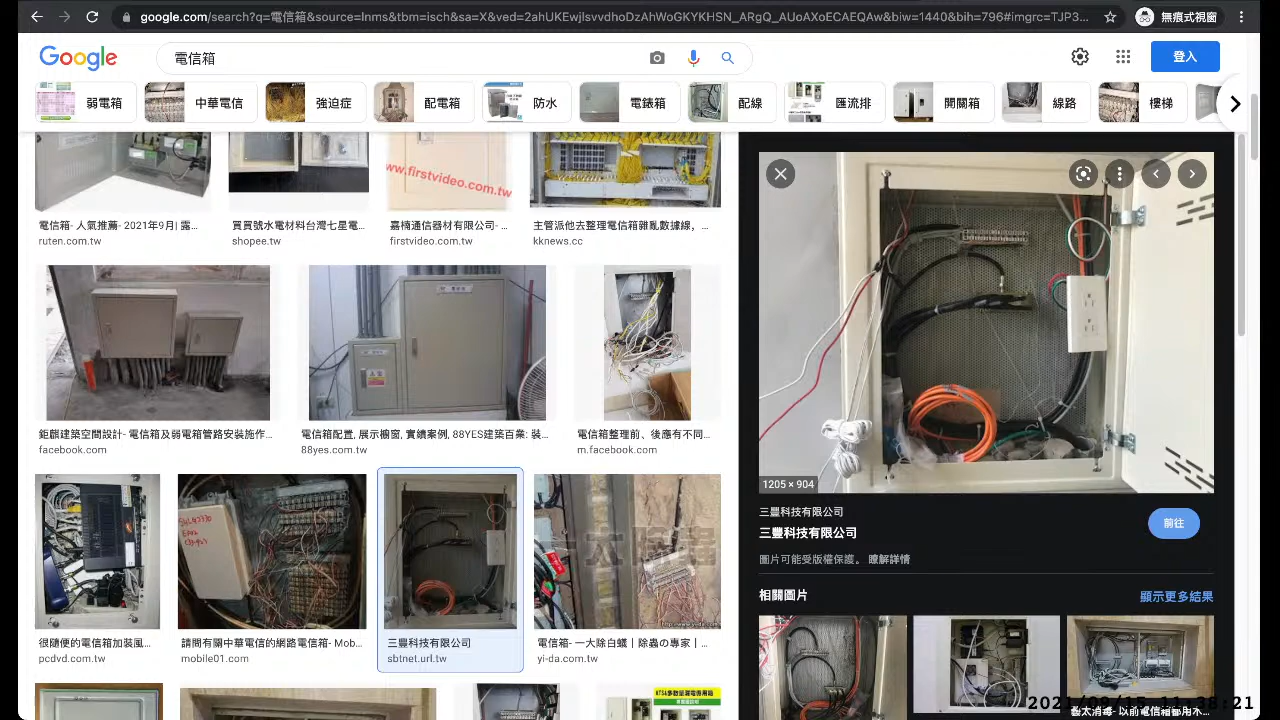 google.com/search?q=電信箱&source=lnms&tbm=isch&sa=X&ved=2ahUKEwjlsvvdhoDzAhWoGKYKHSN_ARgQ_AUoAXoECAEQAw&biw=1440&bih=796#imgrc=TJP3...
無痕式視窗
Google
電信箱
登入
弱電箱
中華電信
強迫症
配電箱
防水
電錶箱
配線
匯流排
開關箱
線路
樓梯
www.firstvideo.com.tw
電信箱- 人氣推薦- 2021年9月| 露...
ruten.com.tw
買買號水電材料台灣七星電...
shopee.tw
嘉楠通信器材有限公司- ...
firstvideo.com.tw
主管派他去整理電信箱雜亂數據線，...
kknews.cc
鉅麒建築空間設計- 電信箱及弱電箱管路安裝施作...
facebook.com
電信箱配置, 展示櫥窗, 實績案例, 88YES建築百業: 裝...
88yes.com.tw
電信箱整理前、後應有不同...
m.facebook.com
很隨便的電信箱加裝風...
pcdvd.com.tw
請問有關中華電信的網路電信箱- Mob...
mobile01.com
三豐科技有限公司
sbtnet.url.tw
電信箱- 一大除白蟻｜除蟲の專家｜...
yi-da.com.tw
1205 × 904
三豐科技有限公司
三豐科技有限公司
前往
圖片可能受版權保護。 瞭解詳情
相關圖片
顯示更多結果